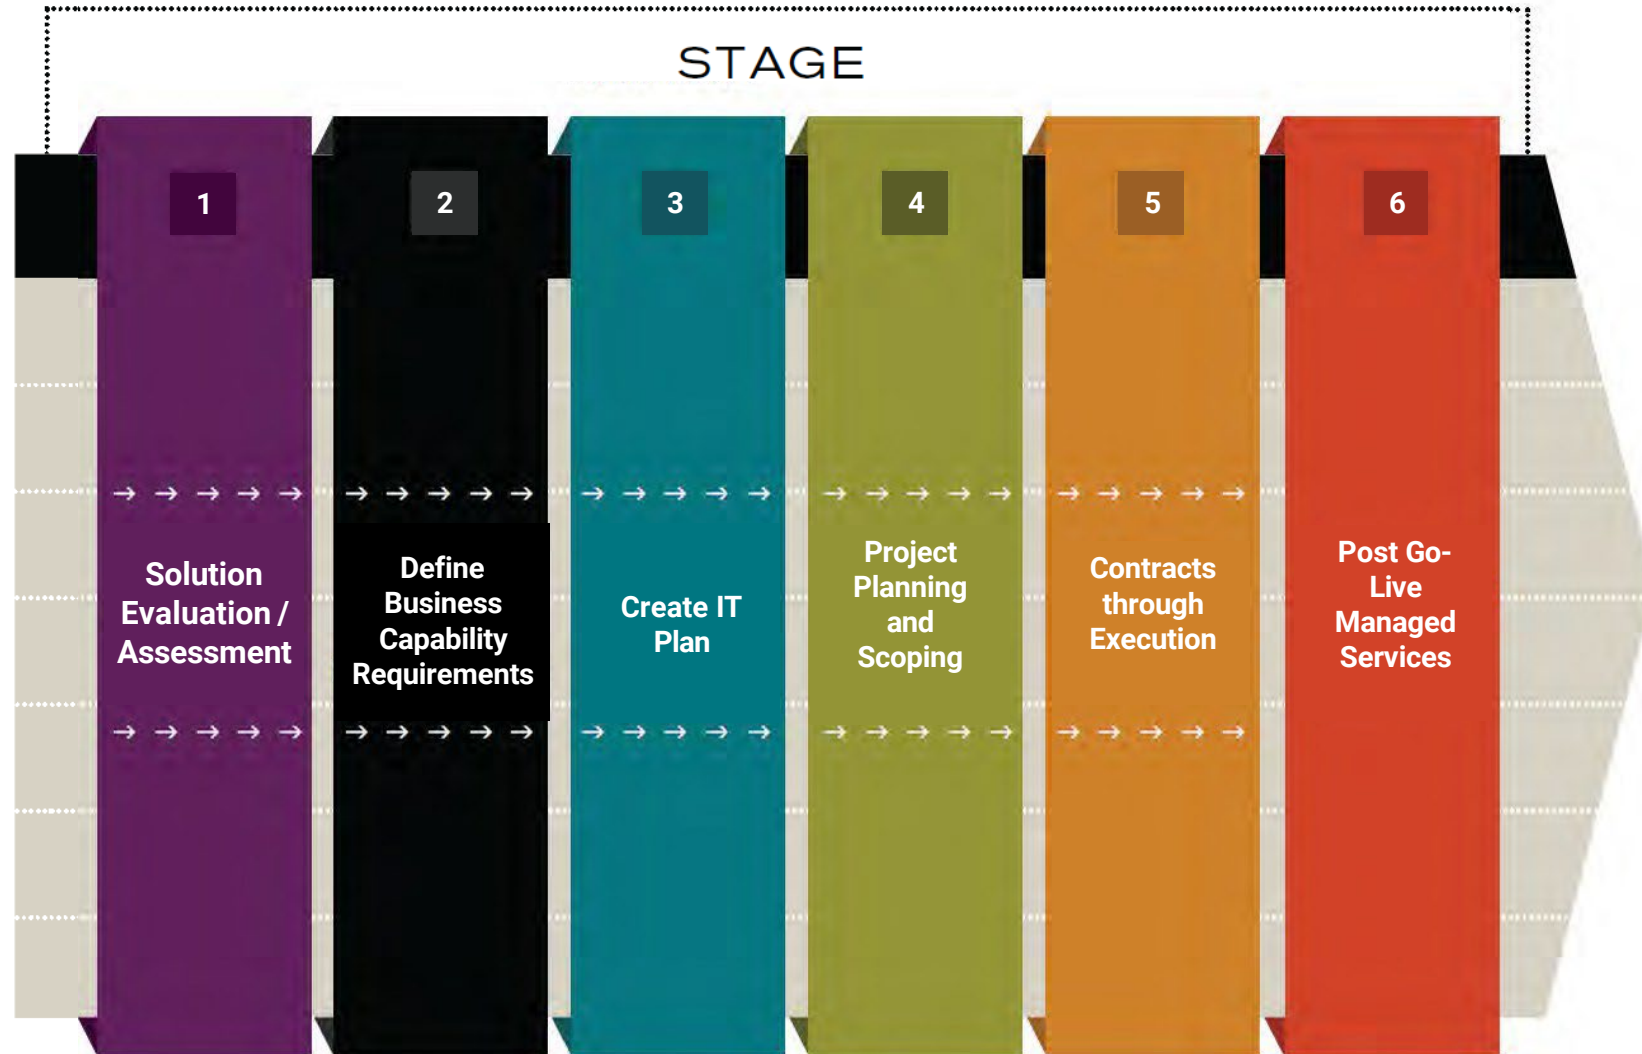 STAGE
1
2
3
4
5
6
Solution
Evaluation /
Assessment
Define
Business
Capability
Requirements
Create IT
Plan
Project
Planning
and
Scoping
Contracts
through
Execution
Post Go-
Live
Managed
Services